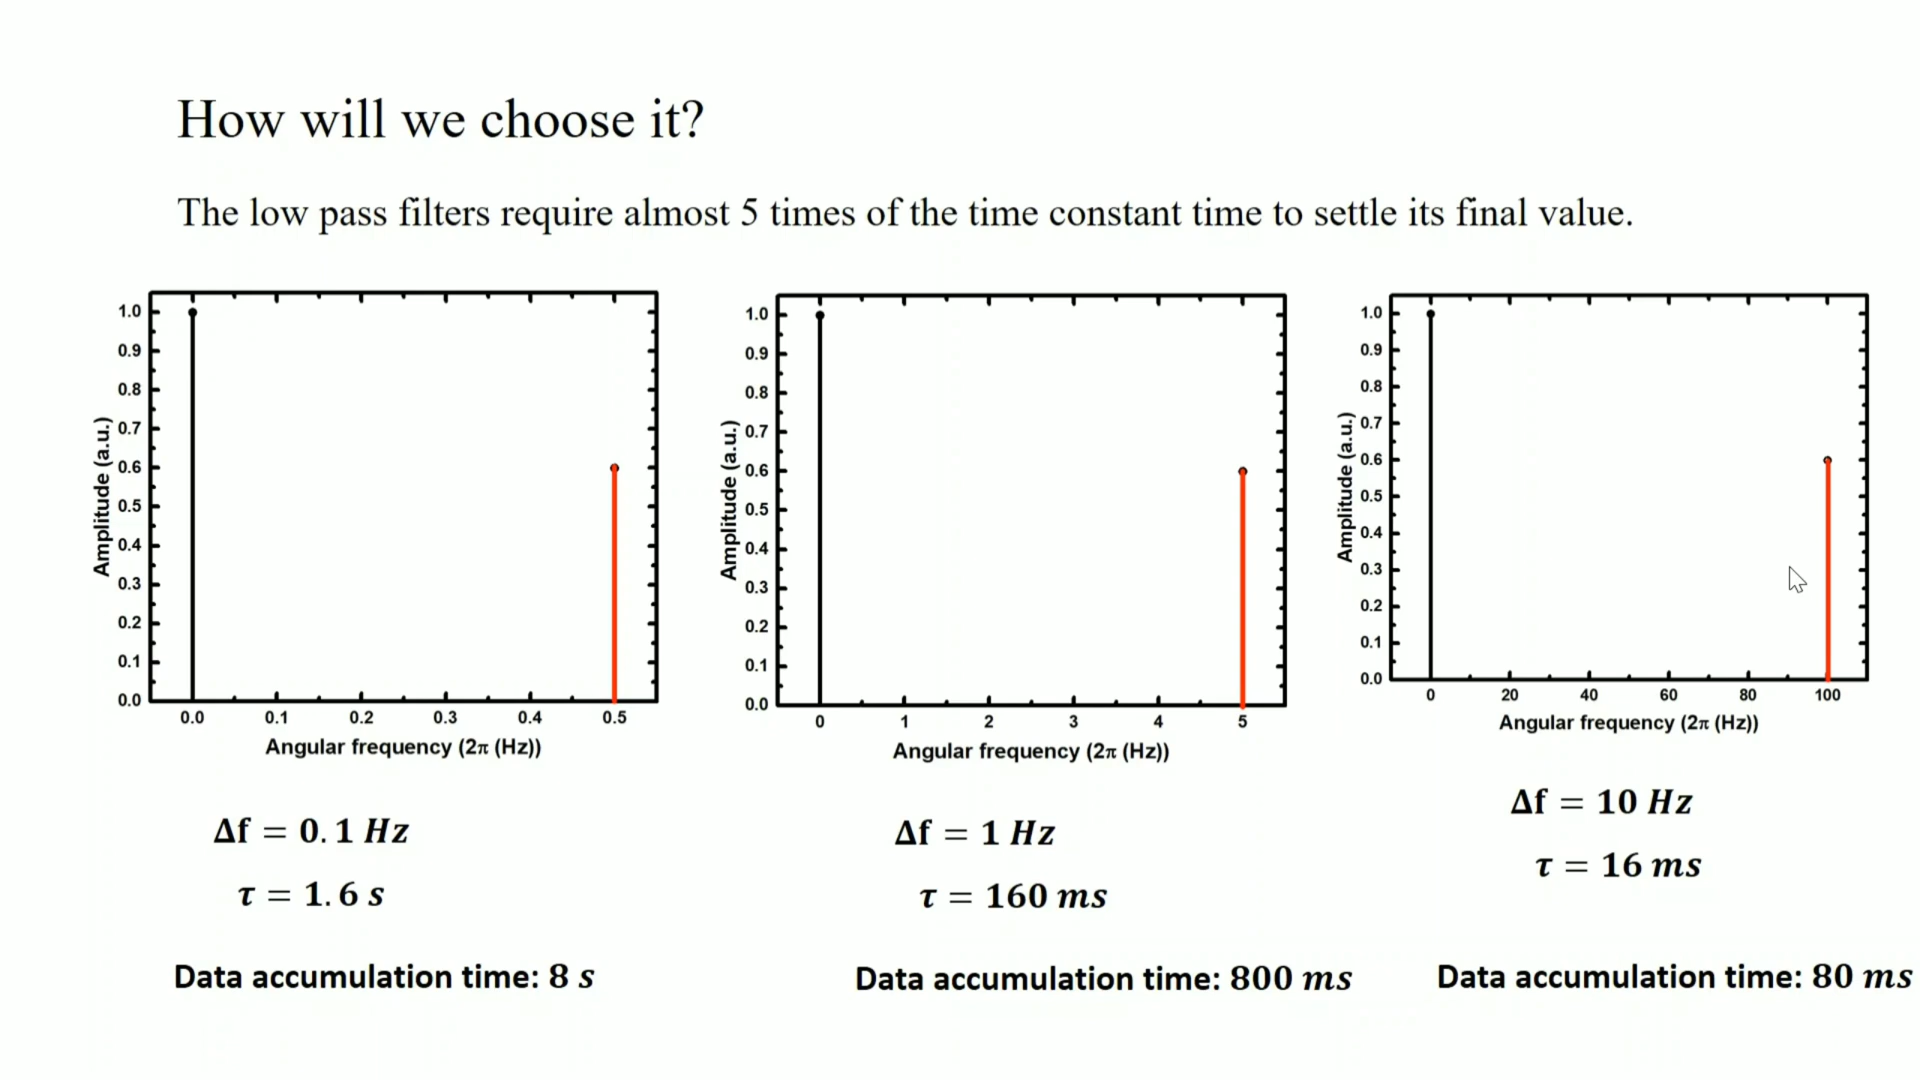 How will we choose it?
The low pass filters require almost 5 times of the time constant time to settle its final value.
Amplitude (a.u.)
1.0
0.9
0.8
0.7
0.6
0.5
0.4
0.3
0.2
0.1
0.0
0.0 0.1 0.2 0.3 0.4 0.5
Angular frequency (2π (Hz))
Δf = 0.1 Hz
τ = 1.6 s
Data accumulation time: 8 s
Amplitude (a.u.)
1.0
0.9
0.8
0.7
0.6
0.5
0.4
0.3
0.2
0.1
0.0
0 1 2 3 4 5
Angular frequency (2π (Hz))
Δf = 1 Hz
τ = 160 ms
Data accumulation time: 800 ms
Amplitude (a.u.)
1.0
0.9
0.8
0.7
0.6
0.5
0.4
0.3
0.2
0.1
0.0
0 20 40 60 80 100
Angular frequency (2π (Hz))
Δf = 10 Hz
τ = 16 ms
Data accumulation time: 80 ms